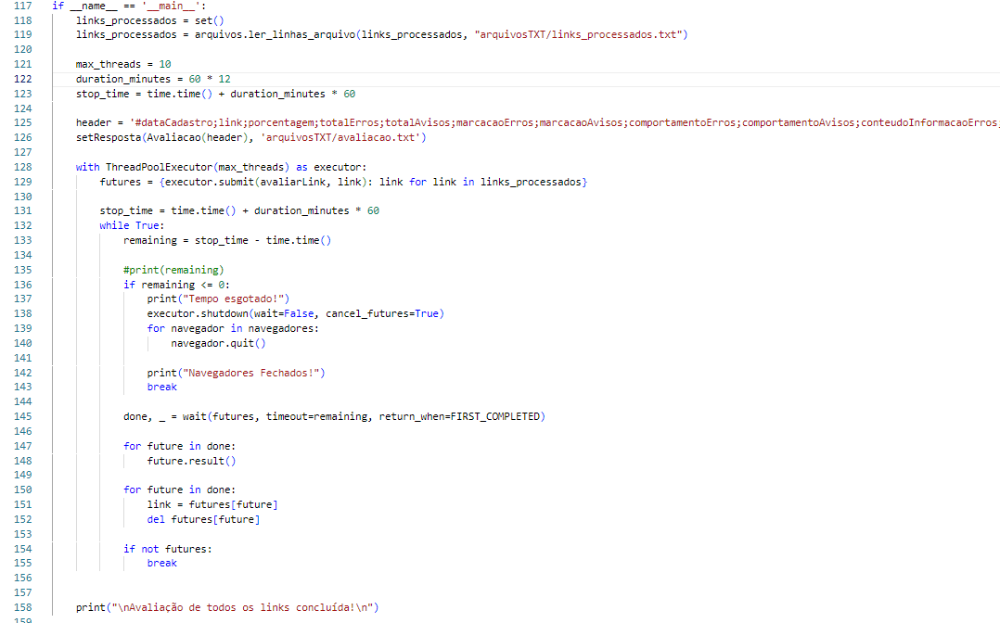 117 if __name__ == '__main__':
118 links_processados = set()
119 links_processados = arquivos.ler_linhas_arquivo(links_processados, "arquivosTXT/links_processados.txt")
120
121 max_threads = 10
122 duration_minutes = 60 * 12
123 stop_time = time.time() + duration_minutes * 60
124
125 header = '#dataCadastro;link;porcentagem;totalErros;totalAvisos;marcacaoErros;marcacaoAvisos;comportamentoErros;comportamentoAvisos;conteudoInformacaoErros;
126 setResposta(Avaliacao(header), 'arquivosTXT/avaliacao.txt')
127
128 with ThreadPoolExecutor(max_threads) as executor:
129 futures = {executor.submit(avaliarLink, link): link for link in links_processados}
130
131 stop_time = time.time() + duration_minutes * 60
132 while True:
133 remaining = stop_time - time.time()
134
135 #print(remaining)
136 if remaining <= 0:
137 print("Tempo esgotado!")
138 executor.shutdown(wait=False, cancel_futures=True)
139 for navegador in navegadores:
140 navegador.quit()
141
142 print("Navegadores Fechados!")
143 break
144
145 done, _ = wait(futures, timeout=remaining, return_when=FIRST_COMPLETED)
146
147 for future in done:
148 future.result()
149
150 for future in done:
151 link = futures[future]
152 del futures[future]
153
154 if not futures:
155 break
156
157
158 print("\nAvaliação de todos os links concluída!\n")
159